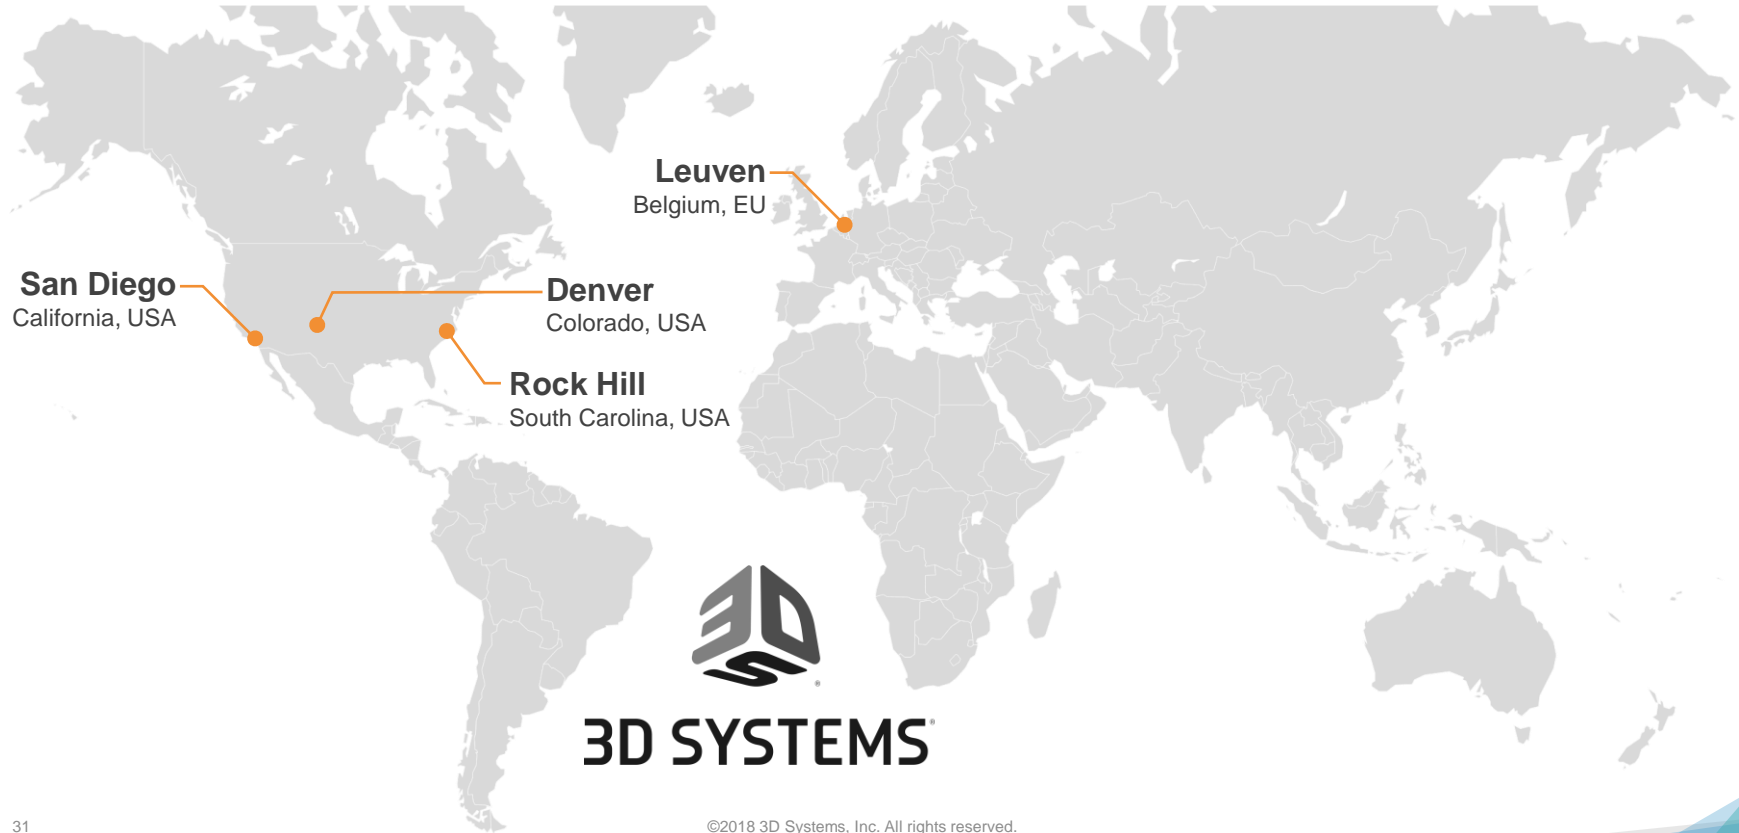 Leuven
Belgium, EU
San Diego
California, USA
Denver
Colorado, USA
Rock Hill
South Carolina, USA
3DS
®
3D SYSTEMS®
31
©2018 3D Systems, Inc. All rights reserved.